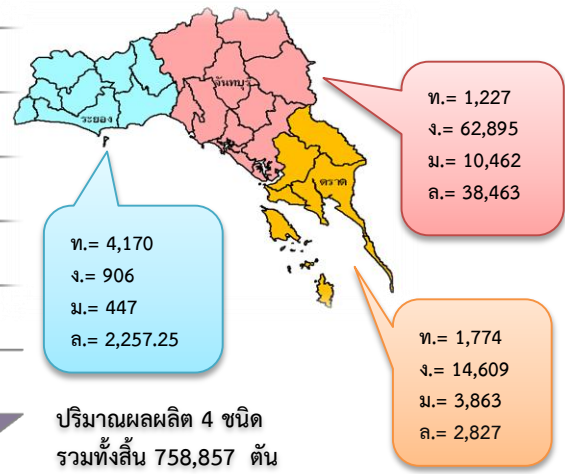 จันทบุรี
ระยอง
ตราด
ท.= 1,227
ง.= 62,895
ม.= 10,462
ล.= 38,463
ท.= 4,170
ง.= 906
ม.= 447
ล.= 2,257.25
ท.= 1,774
ง.= 14,609
ม.= 3,863
ล.= 2,827
ปริมาณผลผลิต 4 ชนิด
รวมทั้งสิ้น 758,857 ตัน